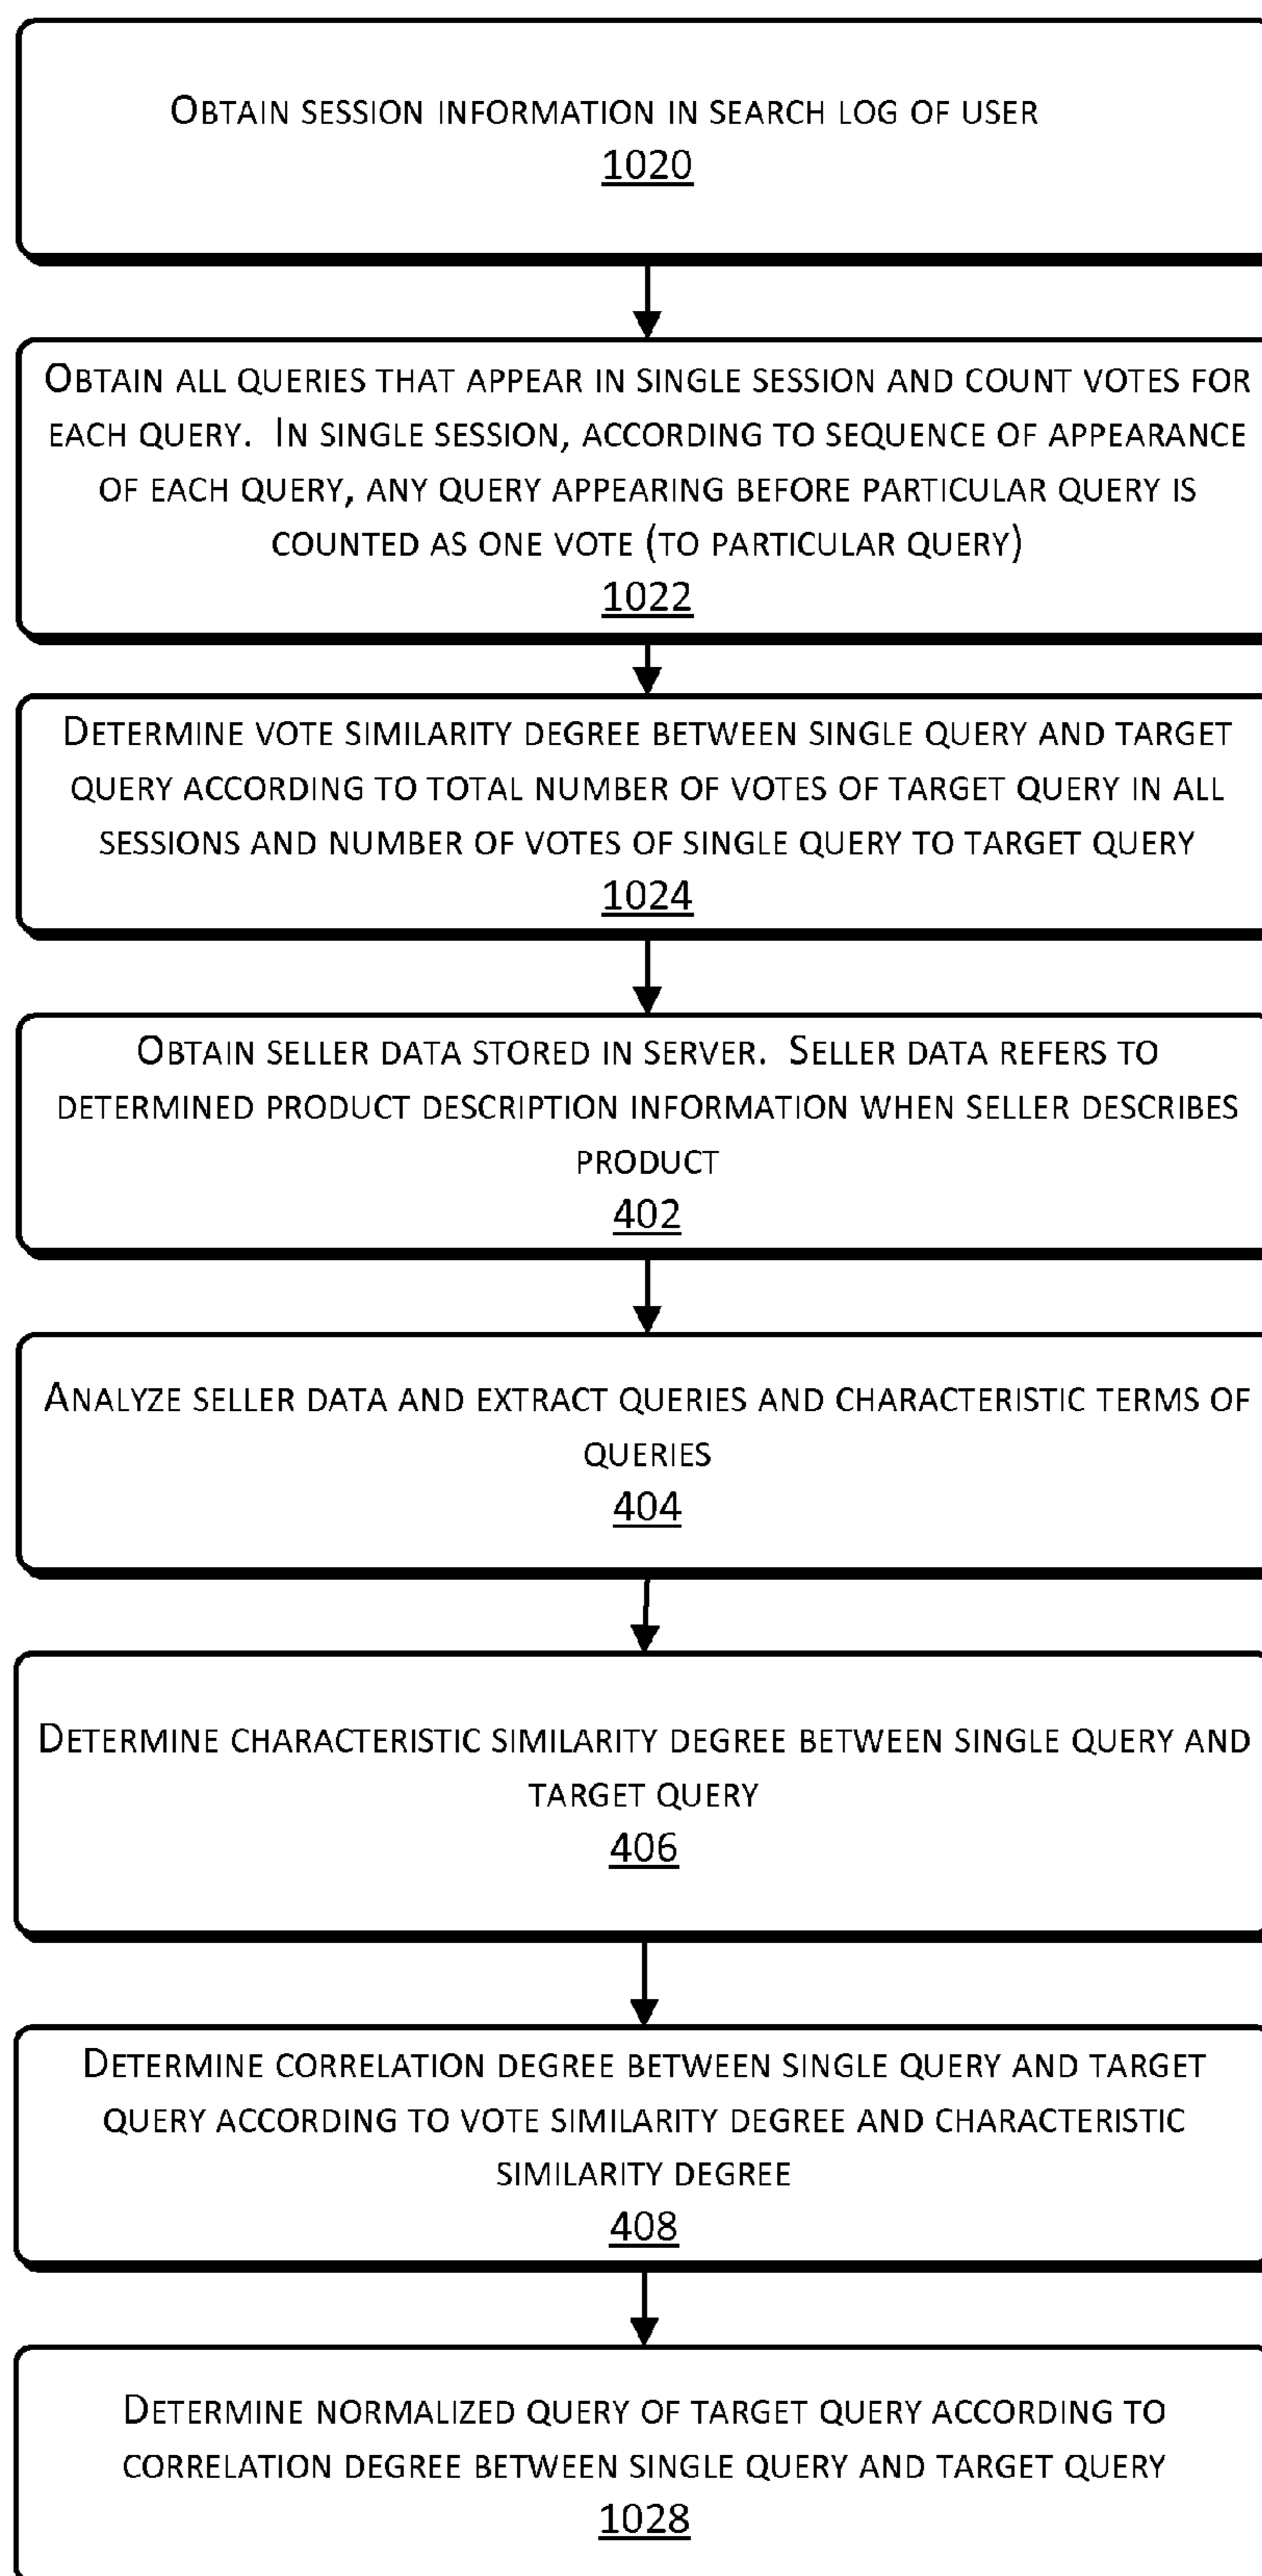 OBTAIN SESSION INFORMATION IN SEARCH LOG OF USER
1020
OBTAIN ALL QUERIES THAT APPEAR IN SINGLE SESSION AND COUNT VOTES FOR
EACH QUERY. IN SINGLE SESSION, ACCORDING TO SEQUENCE OF APPEARANCE
OF EACH QUERY, ANY QUERY APPEARING BEFORE PARTICULAR QUERY IS
COUNTED AS ONE VOTE (TO PARTICULAR QUERY)
1022
DETERMINE VOTE SIMILARITY DEGREE BETWEEN SINGLE QUERY AND TARGET
QUERY ACCORDING TO TOTAL NUMBER OF VOTES OF TARGET QUERY IN ALL
SESSIONS AND NUMBER OF VOTES OF SINGLE QUERY TO TARGET QUERY
1024
OBTAIN SELLER DATA STORED IN SERVER. SELLER DATA REFERS TO
DETERMINED PRODUCT DESCRIPTION INFORMATION WHEN SELLER DESCRIBES
PRODUCT
402
ANALYZE SELLER DATA AND EXTRACT QUERIES AND CHARACTERISTIC TERMS OF
QUERIES
404
DETERMINE CHARACTERISTIC SIMILARITY DEGREE BETWEEN SINGLE QUERY AND
TARGET QUERY
406
DETERMINE CORRELATION DEGREE BETWEEN SINGLE QUERY AND TARGET
QUERY ACCORDING TO VOTE SIMILARITY DEGREE AND CHARACTERISTIC
SIMILARITY DEGREE
408
DETERMINE NORMALIZED QUERY OF TARGET QUERY ACCORDING TO
CORRELATION DEGREE BETWEEN SINGLE QUERY AND TARGET QUERY
1028